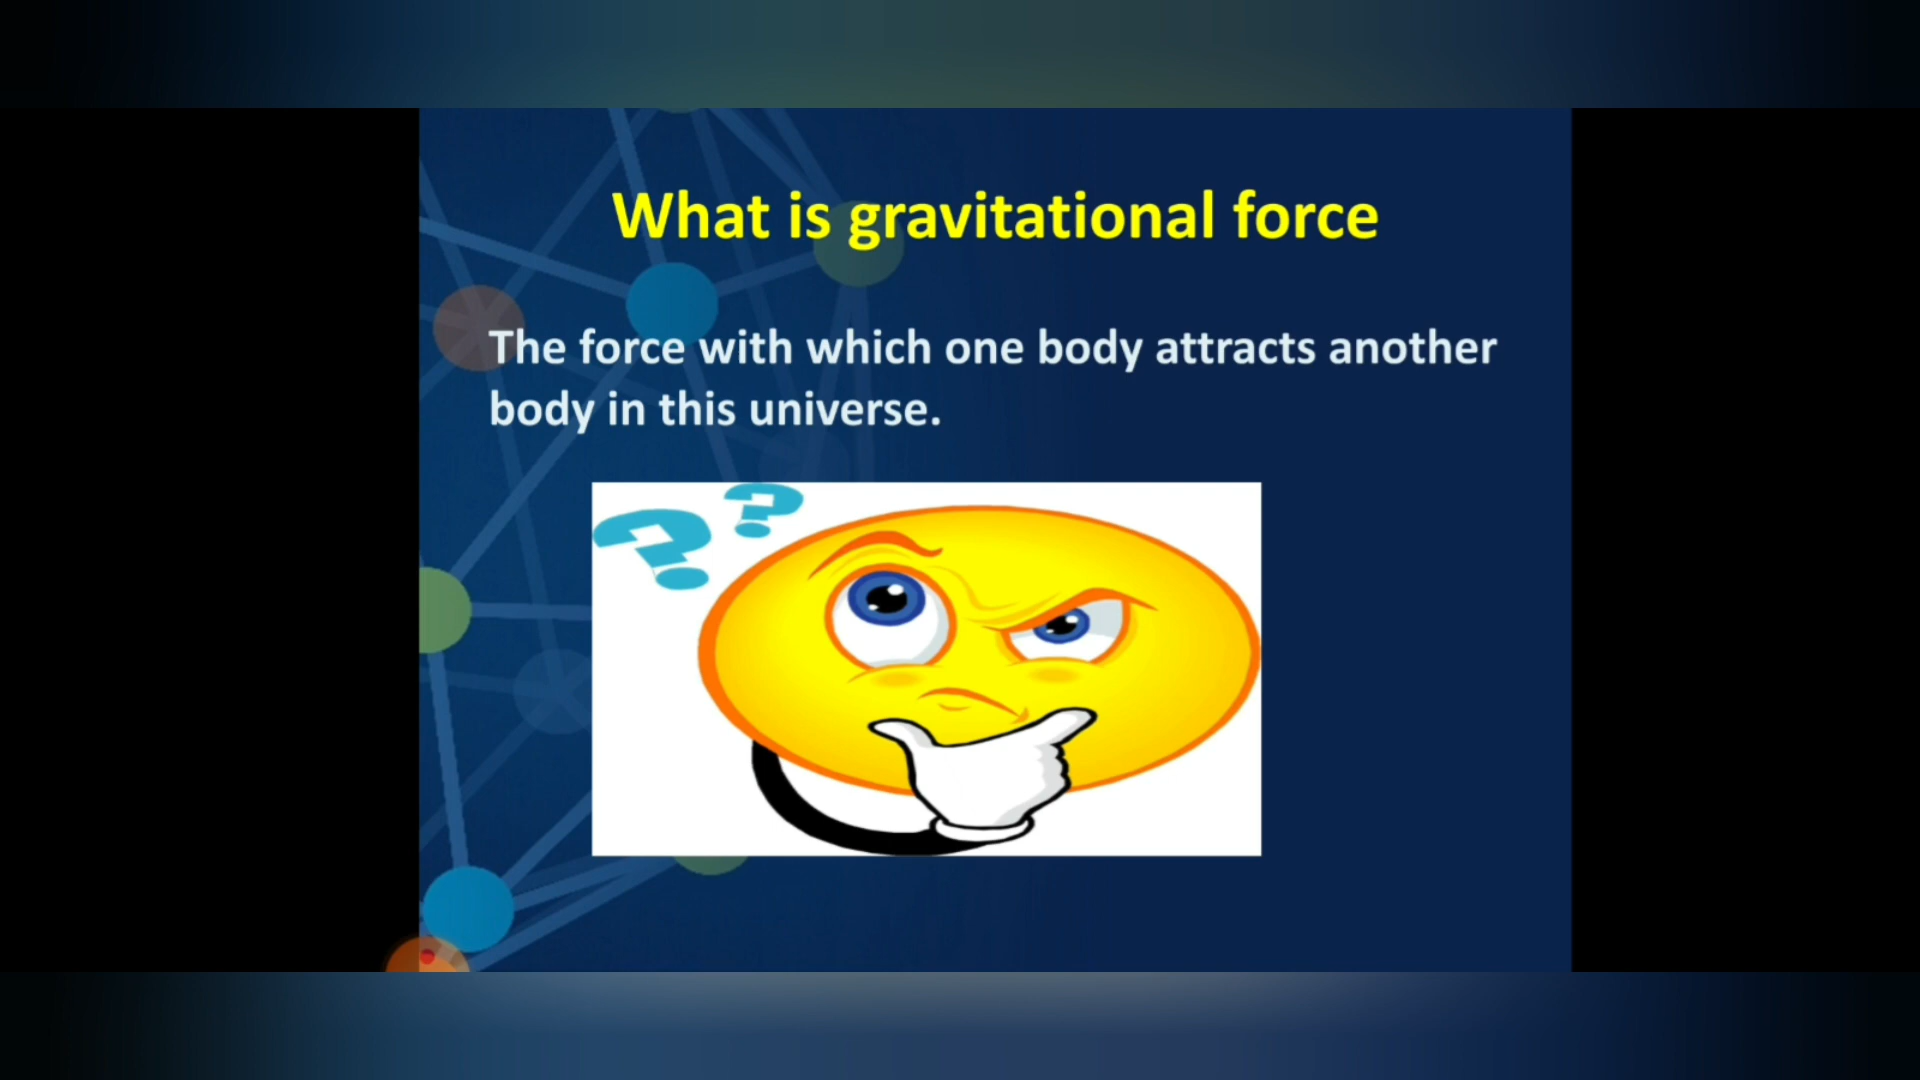 What is gravitational force
The force with which one body attracts another
body in this universe.
? ?